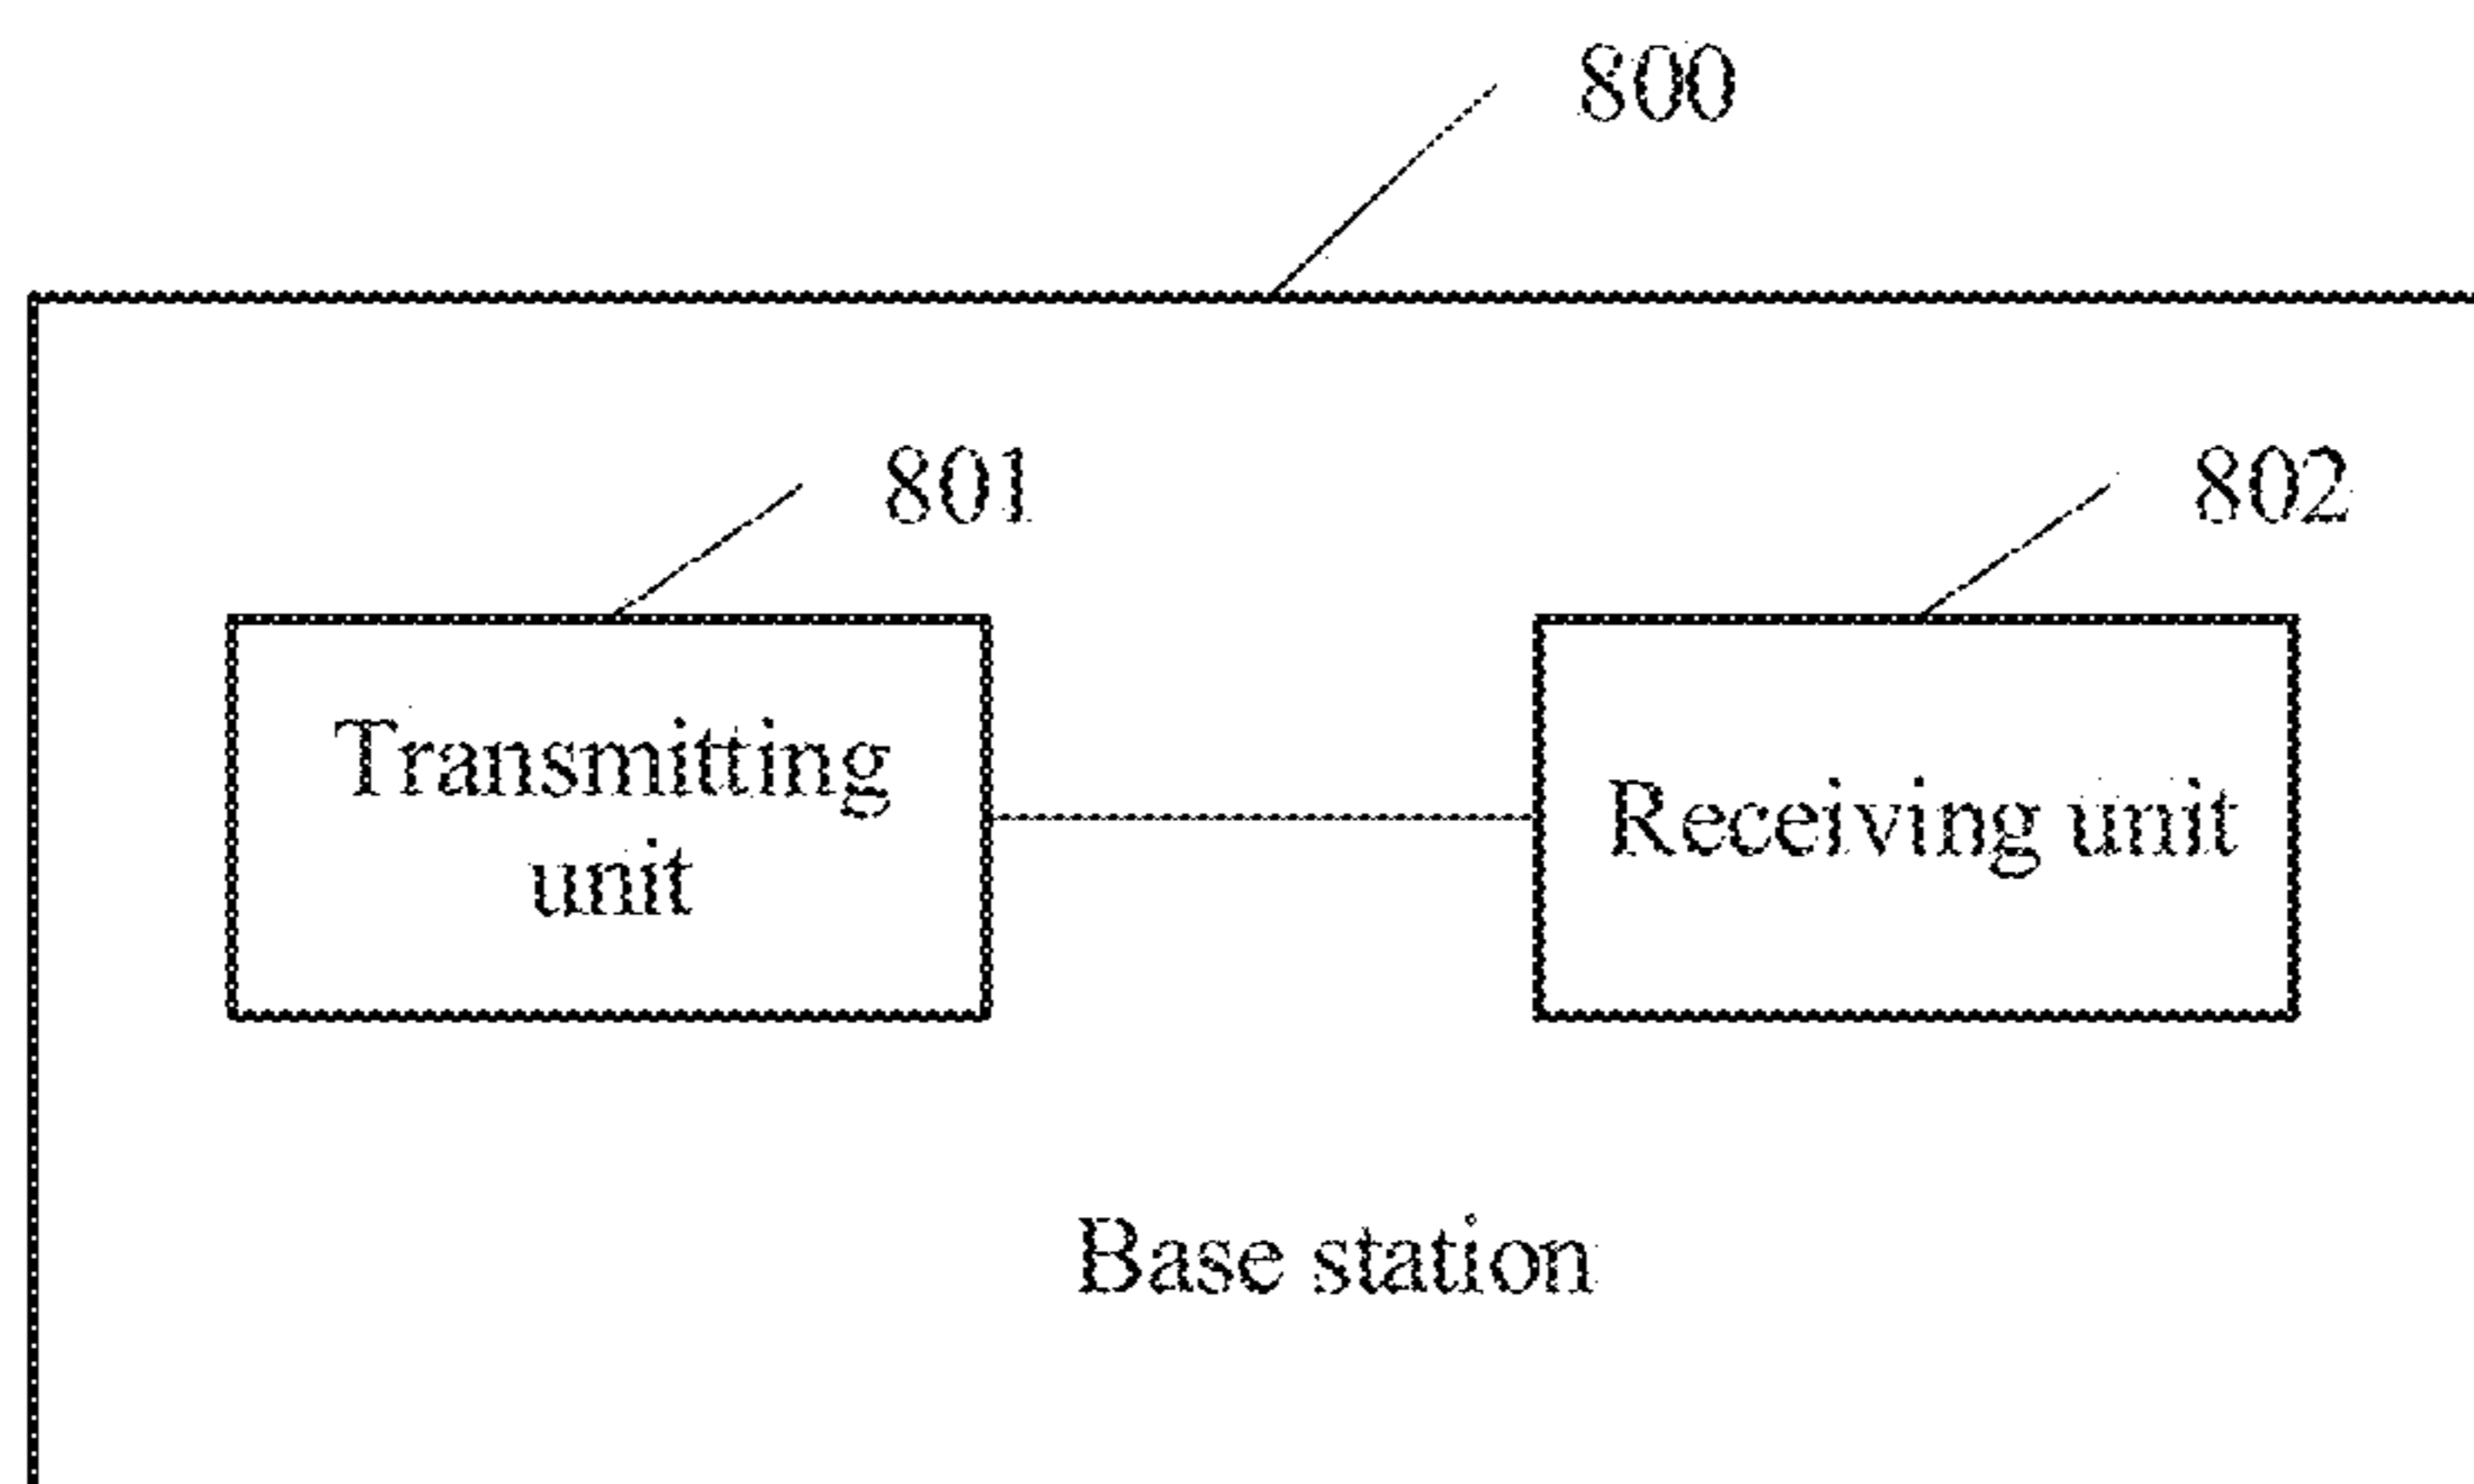 800
801
802
Transmitting
unit
Receiving unit
Base station